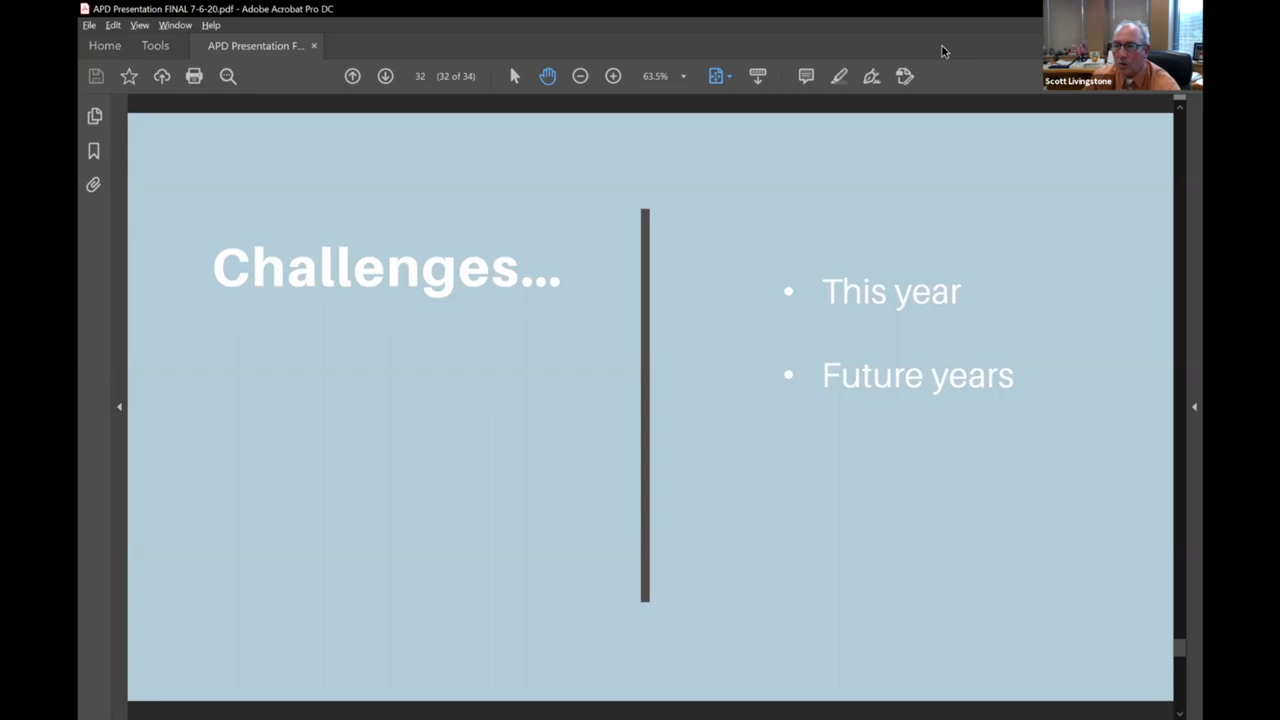 APD Presentation FINAL 7-6-20.pdf - Adobe Acrobat Pro DC
File Edit View Window Help
Home Tools APD Presentation F... ×
32 (32 of 34) 63.5%
Scott Livingstone
Challenges...
• This year
• Future years